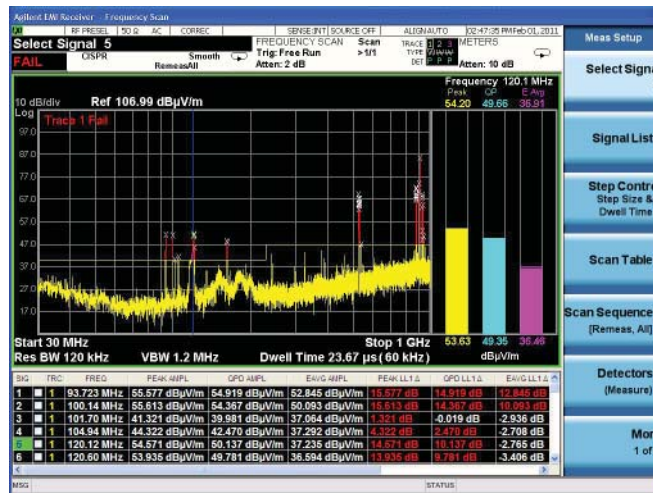 Agilent EMI Receiver - Frequency Scan
RF PRESEL 50 Ω AC CORREC SENSE:INT SOURCE OFF ALIGNAUTO 02:47:35 PM Feb 01, 2011
Select Signal 5
FREQUENCY SCAN Scan TRACE 1 2 3 METERS
FAIL CISPR Smooth Trig: Free Run >1/1 TYPE
RemeasAll Atten: 2 dB DET P P P Atten: 10 dB
Frequency 120.1 MHz
Peak QP E Avg
54.20 49.66 36.91
10 dB/div Ref 106.99 dBµV/m
Log
Trace 1 Fail
97.0
87.0
77.0
67.0
57.0
47.0
37.0
27.0
17.0
Start 30 MHz Stop 1 GHz
Res BW 120 kHz VBW 1.2 MHz Dwell Time 23.67 µs (60 kHz)
53.63 49.35 36.46
dBµV/m
SIG TRC FREQ PEAK AMPL QPD AMPL EAVG AMPL PEAK LL1 Δ QPD LL1 Δ EAVG LL1 Δ
1 1 93.723 MHz 55.577 dBµV/m 54.919 dBµV/m 52.845 dBµV/m 15.577 dB 14.919 dB 12.845 dB
2 1 100.14 MHz 55.613 dBµV/m 54.367 dBµV/m 50.093 dBµV/m 15.613 dB 14.367 dB 10.093 dB
3 1 101.70 MHz 41.321 dBµV/m 39.981 dBµV/m 37.064 dBµV/m 1.321 dB -0.019 dB -2.936 dB
4 1 104.94 MHz 44.322 dBµV/m 42.470 dBµV/m 37.292 dBµV/m 4.322 dB 2.470 dB -2.708 dB
5 1 120.12 MHz 54.571 dBµV/m 50.137 dBµV/m 37.235 dBµV/m 14.571 dB 10.137 dB -2.765 dB
6 1 120.60 MHz 53.935 dBµV/m 49.781 dBµV/m 36.594 dBµV/m 13.935 dB 9.781 dB -3.406 dB
MSG STATUS
Meas Setup
Select Signa
Signal List
Step Contro
Step Size &
Dwell Time
Scan Table
Scan Sequence
[Remeas, All]
Detectors
(Measure)
Mor
1 of